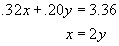 .32x + .20y = 3.36
x = 2y